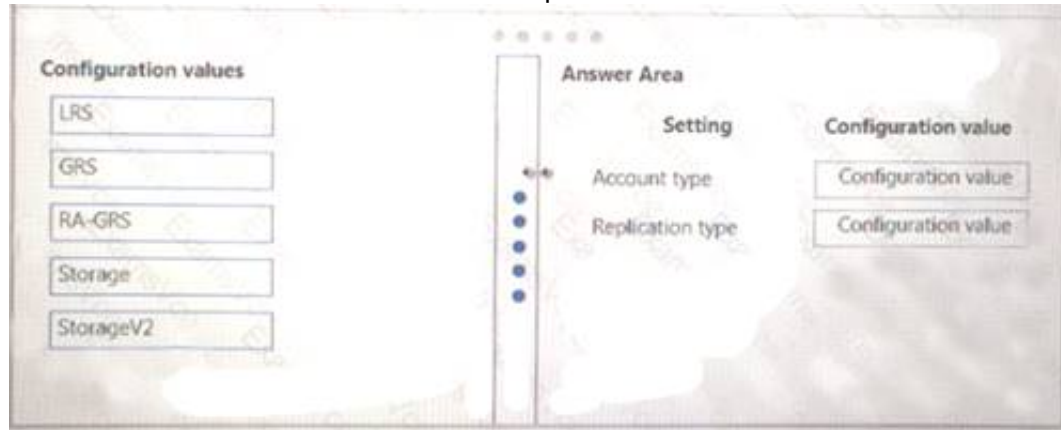 Configuration values
LRS
GRS
RA-GRS
Storage
StorageV2
Answer Area
Setting Configuration value
Account type Configuration value
Replication type Configuration value